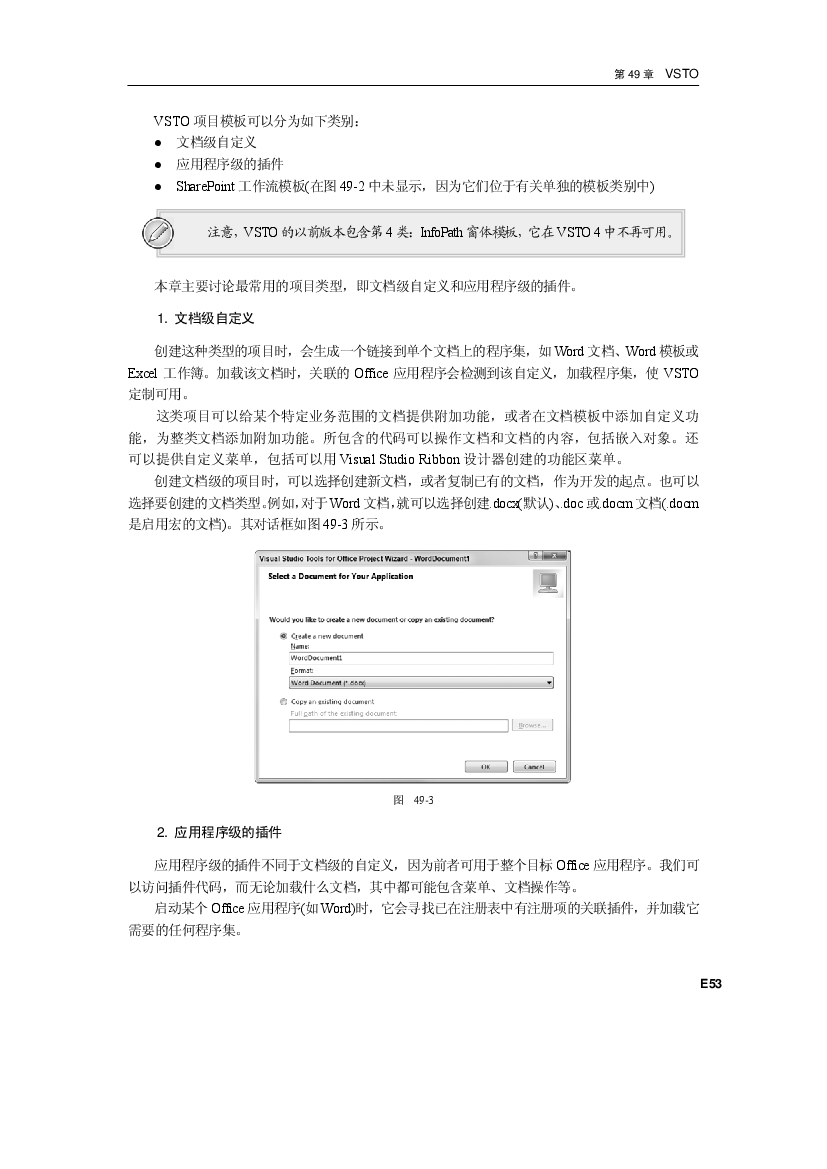 第 49 章 VSTO
VSTO 项目模板可以分为如下类别：
● 文档级自定义
● 应用程序级的插件
● SharePoint 工作流模板(在图 49-2 中未显示，因为它们位于有关单独的模板类别中)
注意，VSTO 的以前版本包含第 4 类：InfoPath 窗体模板，它在 VSTO 4 中不再可用。
本章主要讨论最常用的项目类型，即文档级自定义和应用程序级的插件。
1. 文档级自定义
创建这种类型的项目时，会生成一个链接到单个文档上的程序集，如 Word 文档、Word 模板或
Excel 工作簿。加载该文档时，关联的 Office 应用程序会检测到该自定义，加载程序集，使 VSTO
定制可用。
这类项目可以给某个特定业务范围的文档提供附加功能，或者在文档模板中添加自定义功
能，为整类文档添加附加功能。所包含的代码可以操作文档和文档的内容，包括嵌入对象。还
可以提供自定义菜单，包括可以用 Visual Studio Ribbon 设计器创建的功能区菜单。
创建文档级的项目时，可以选择创建新文档，或者复制已有的文档，作为开发的起点。也可以
选择要创建的文档类型。例如，对于 Word 文档，就可以选择创建.docx(默认)、.doc 或.docm 文档(.docm
是启用宏的文档)。其对话框如图 49-3 所示。
Visual Studio Tools for Office Project Wizard - WordDocument1
Select a Document for Your Application
Would you like to create a new document or copy an existing document?
Create a new document
Name:
WordDocument1
Format:
Word Document (*.docx)
Copy an existing document
Full path of the existing document:
Browse...
OK Cancel
图 49-3
2. 应用程序级的插件
应用程序级的插件不同于文档级的自定义，因为前者可用于整个目标 Office 应用程序。我们可
以访问插件代码，而无论加载什么文档，其中都可能包含菜单、文档操作等。
启动某个 Office 应用程序(如 Word)时，它会寻找已在注册表中有注册项的关联插件，并加载它
需要的任何程序集。
E53